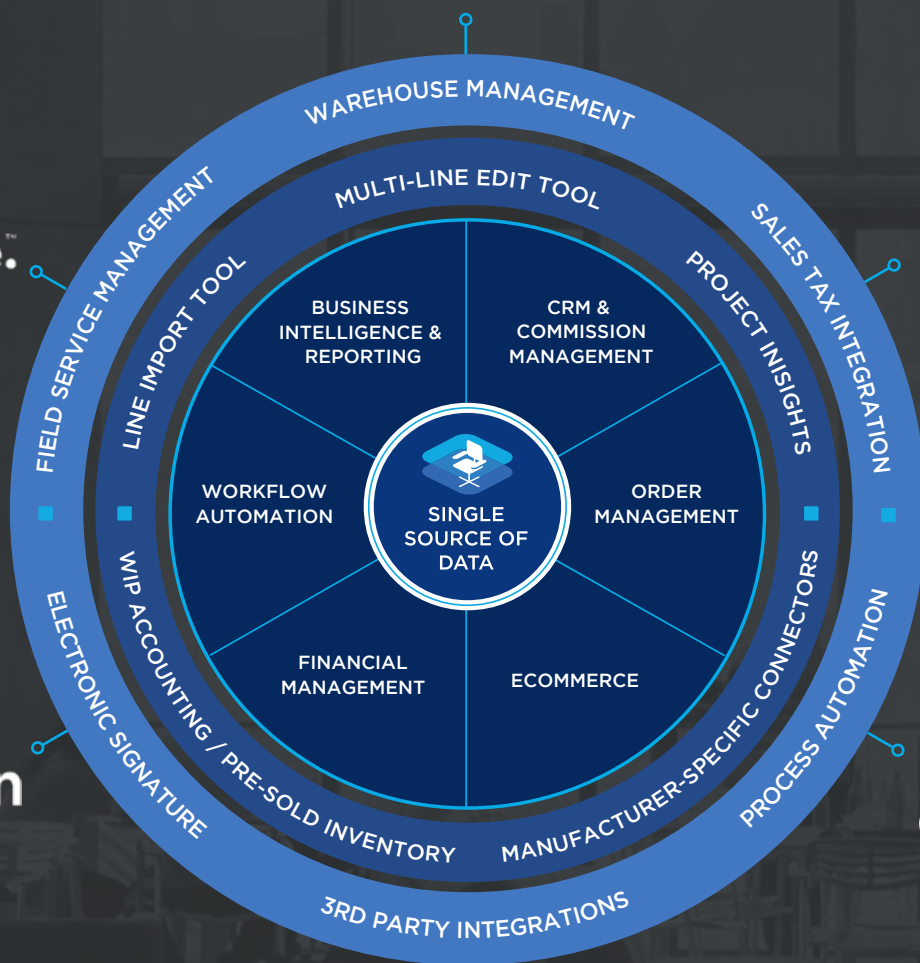 WAREHOUSE MANAGEMENT
FIELD SERVICE MANAGEMENT
SALES TAX INTEGRATION
ELECTRONIC SIGNATURE
PROCESS AUTOMATION
3RD PARTY INTEGRATIONS
MULTI-LINE EDIT TOOL
LINE IMPORT TOOL
PROJECT INISIGHTS
WIP ACCOUNTING / PRE-SOLD INVENTORY
MANUFACTURER-SPECIFIC CONNECTORS
BUSINESS
INTELLIGENCE &
REPORTING
CRM &
COMMISSION
MANAGEMENT
WORKFLOW
AUTOMATION
ORDER
MANAGEMENT
FINANCIAL
MANAGEMENT
ECOMMERCE
SINGLE
SOURCE OF
DATA